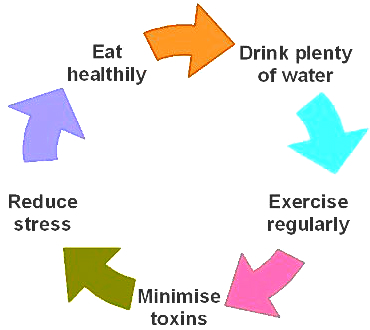 Eat
healthily
Drink plenty
of water
Exercise
regularly
Minimise
toxins
Reduce
stress